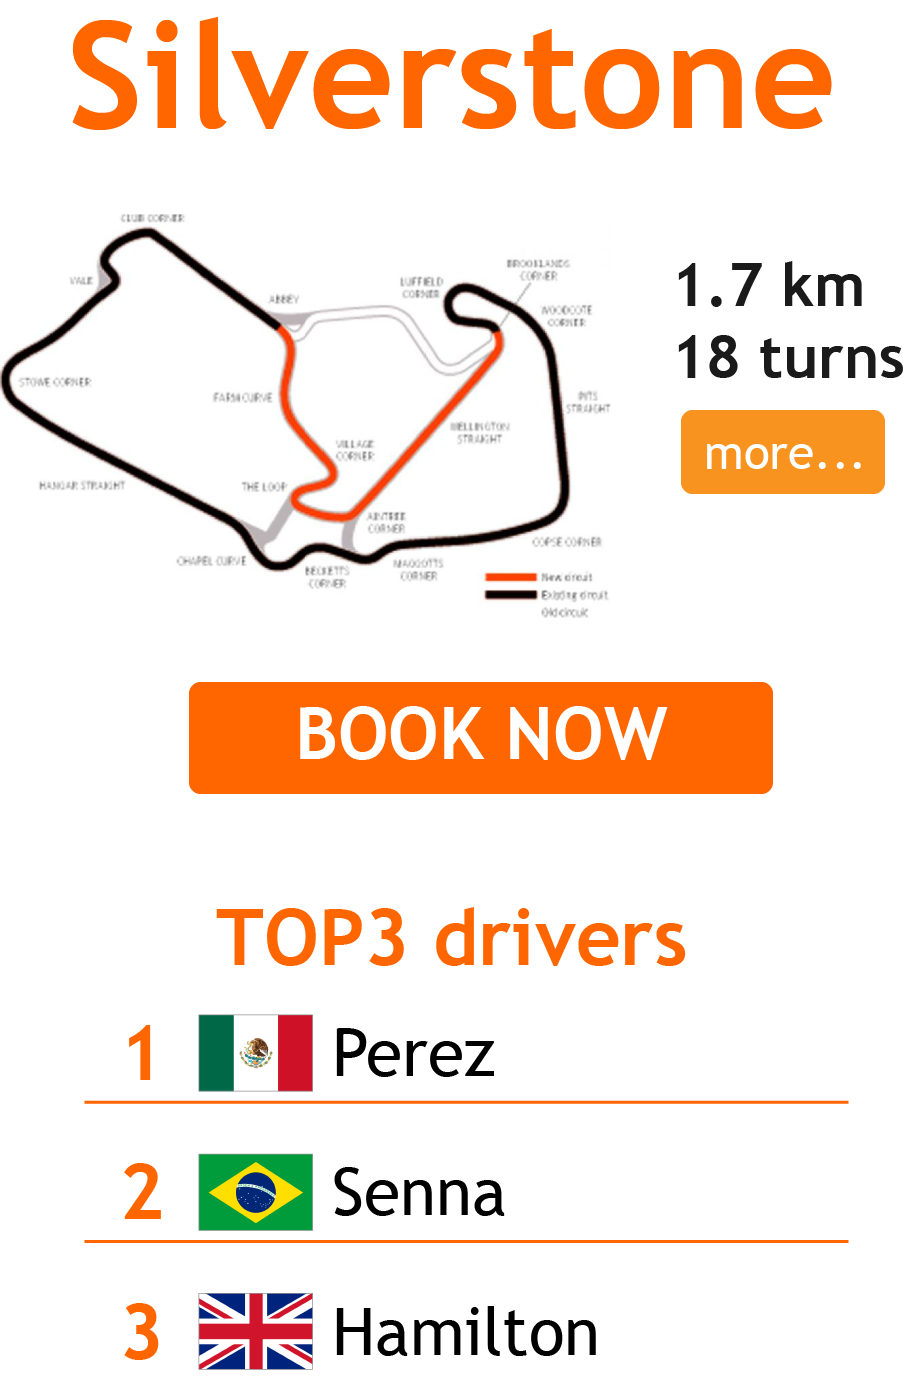 Silverstone
CLUB CORNER
VALE
ABBEY
LUFFIELD
CORNER
BROOKLANDS
CORNER
WOODCOTE
CORNER
1.7 km
18 turns
more...
STOWE CORNER
FARM CURVE
PITS
STRAIGHT
WELLINGTON
STRAIGHT
VILLAGE
CORNER
HANGAR STRAIGHT
THE LOOP
AINTREE
CORNER
CHAPEL CURVE
BECKETTS
CORNER
MAGGOTTS
CORNER
COPSE CORNER
New circuit
Existing circuit
Old circuit
BOOK NOW
TOP3 drivers
1 Perez
2 Senna
3 Hamilton